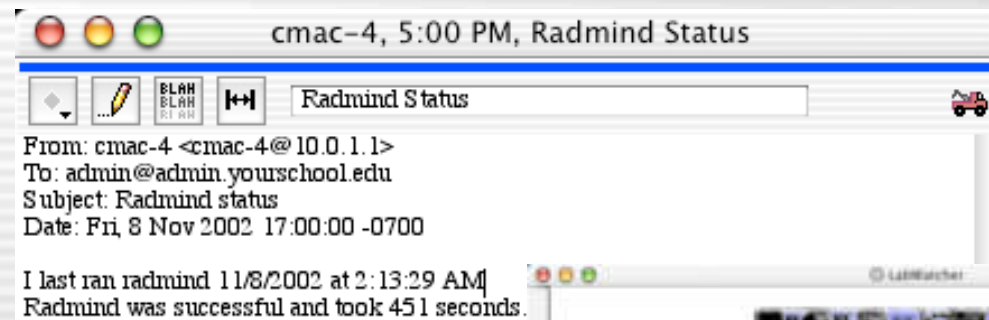 cmac-4, 5:00 PM, Radmind Status
BLAH
BLAH
Radmind Status
From: cmac-4 <cmac-4@10.0.1.1>
To: admin@admin.yourschool.edu
Subject: Radmind status
Date: Fri, 8 Nov 2002 17:00:00 -0700
I last ran radmind 11/8/2002 at 2:13:29 AM
Radmind was successful and took 451 seconds.
LabWatcher